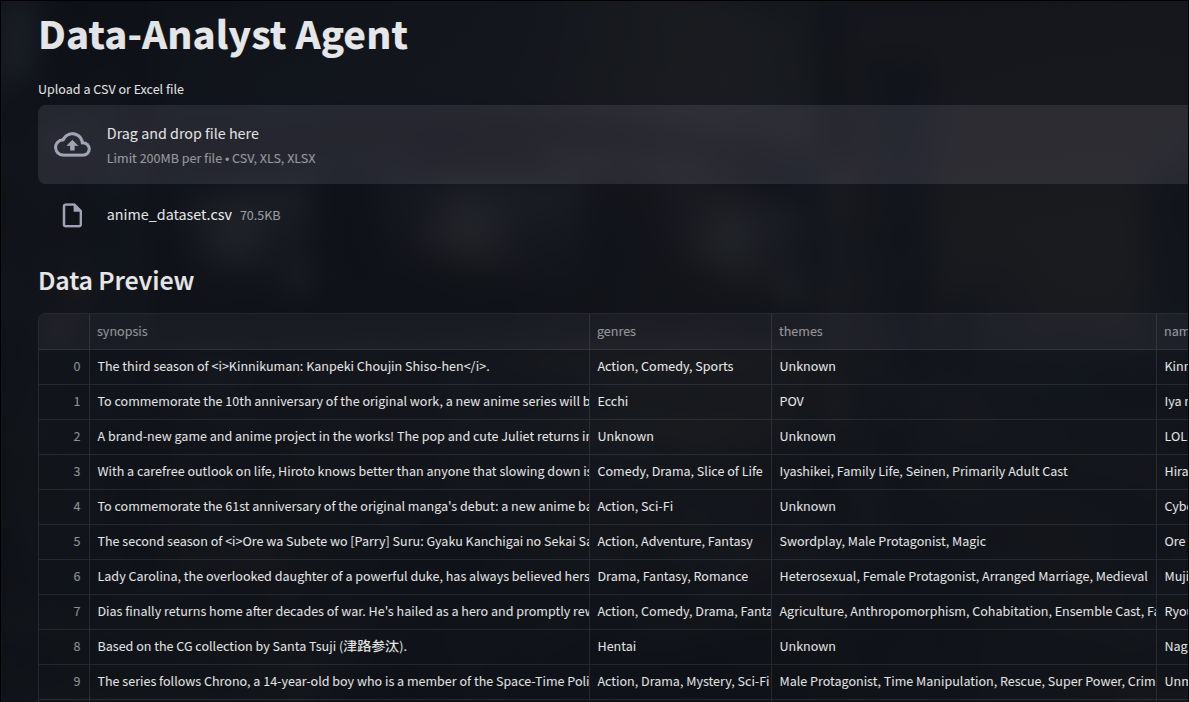 Data-Analyst Agent
Upload a CSV or Excel file
Drag and drop file here
Limit 200MB per file • CSV, XLS, XLSX
anime_dataset.csv 70.5KB
Data Preview
synopsis genres themes nam
0 The third season of <i>Kinnikuman: Kanpeki Choujin Shiso-hen</i>. Action, Comedy, Sports Unknown Kinn
1 To commemorate the 10th anniversary of the original work, a new anime series will b Ecchi POV Iya n
2 A brand-new game and anime project in the works! The pop and cute Juliet returns in Unknown Unknown LOL
3 With a carefree outlook on life, Hiroto knows better than anyone that slowing down is Comedy, Drama, Slice of Life Iyashikei, Family Life, Seinen, Primarily Adult Cast Hira
4 To commemorate the 61st anniversary of the original manga's debut: a new anime ba Action, Sci-Fi Unknown Cybo
5 The second season of <i>Ore wa Subete wo [Parry] Suru: Gyaku Kanchigai no Sekai Sa Action, Adventure, Fantasy Swordplay, Male Protagonist, Magic Ore
6 Lady Carolina, the overlooked daughter of a powerful duke, has always believed hers Drama, Fantasy, Romance Heterosexual, Female Protagonist, Arranged Marriage, Medieval Muji
7 Dias finally returns home after decades of war. He's hailed as a hero and promptly rew Action, Comedy, Drama, Fanta Agriculture, Anthropomorphism, Cohabitation, Ensemble Cast, Fa Ryou
8 Based on the CG collection by Santa Tsuji (津路参汰). Hentai Unknown Nag
9 The series follows Chrono, a 14-year-old boy who is a member of the Space-Time Poli Action, Drama, Mystery, Sci-Fi Male Protagonist, Time Manipulation, Rescue, Super Power, Crim Unn